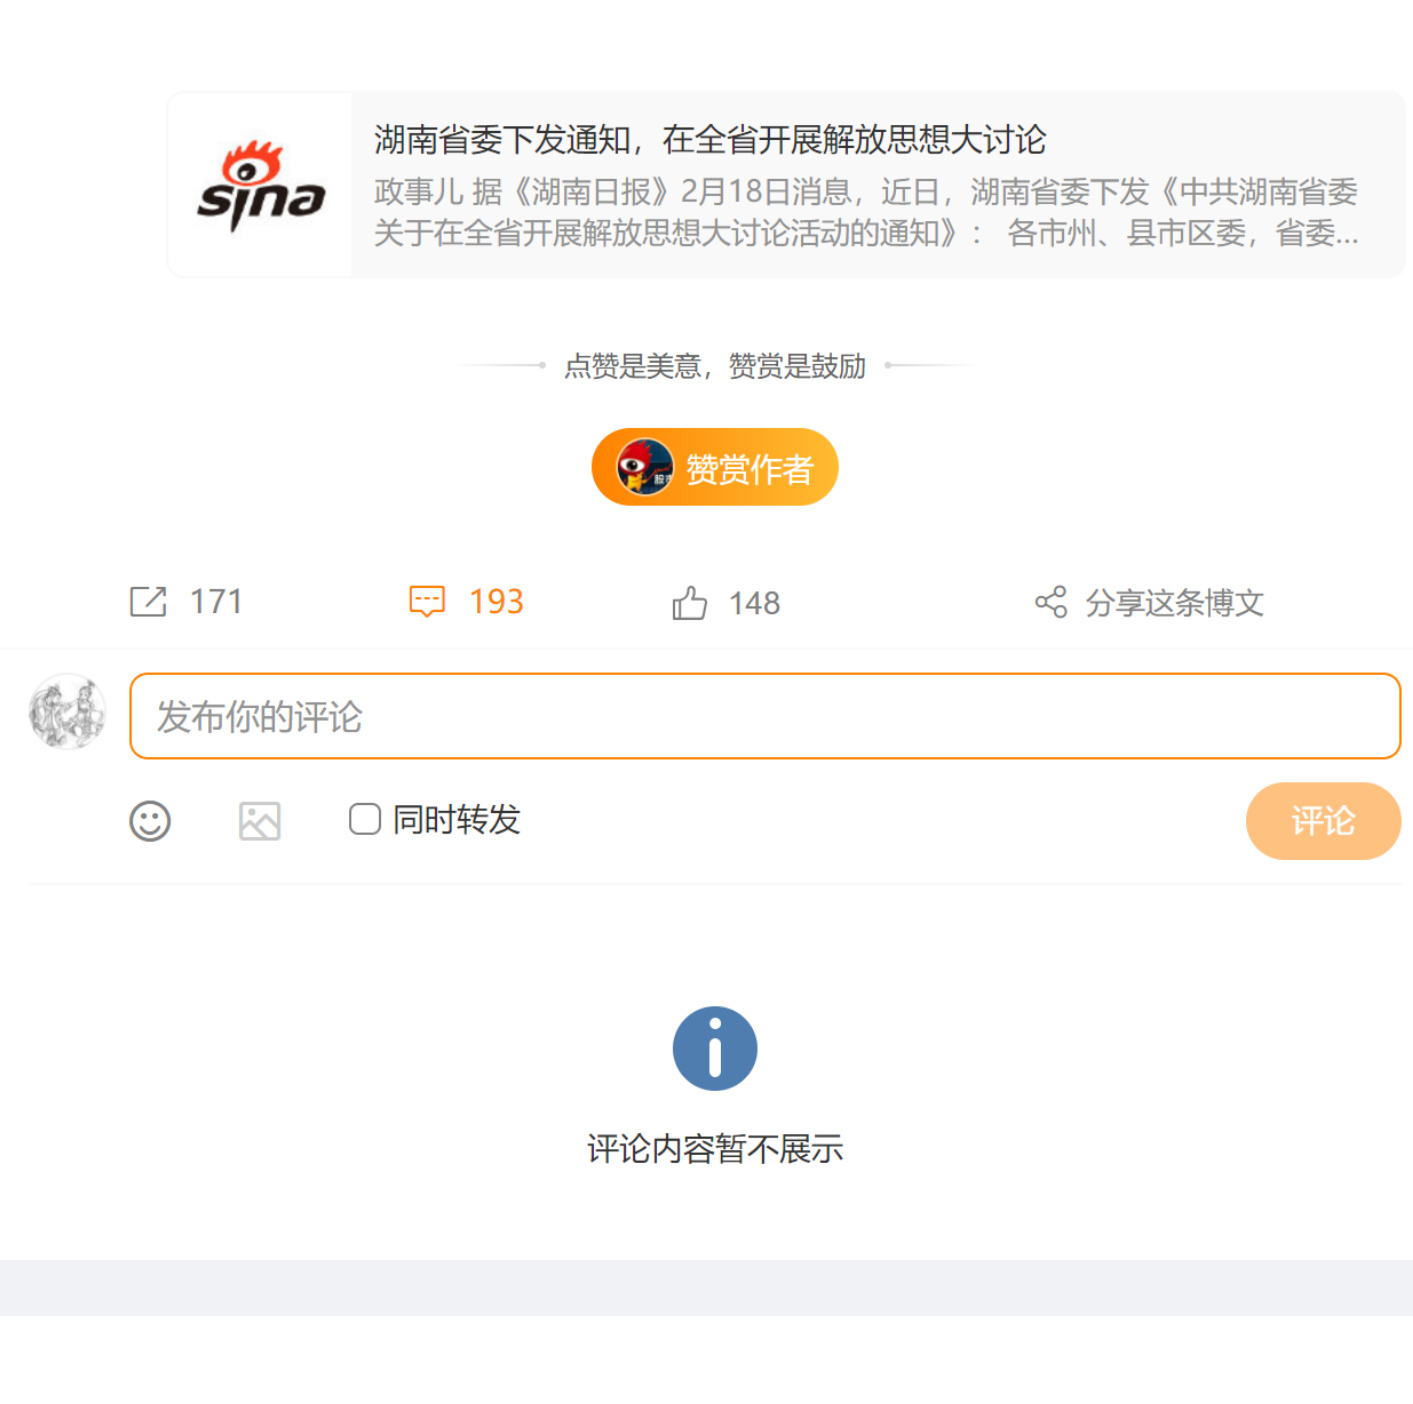 sina
湖南省委下发通知，在全省开展解放思想大讨论
政事儿 据《湖南日报》2月18日消息，近日，湖南省委下发《中共湖南省委
关于在全省开展解放思想大讨论活动的通知》： 各市州、县市区委，省委...
点赞是美意，赞赏是鼓励
股市
赞赏作者
171
193
148
分享这条博文
发布你的评论
同时转发
评论
评论内容暂不展示